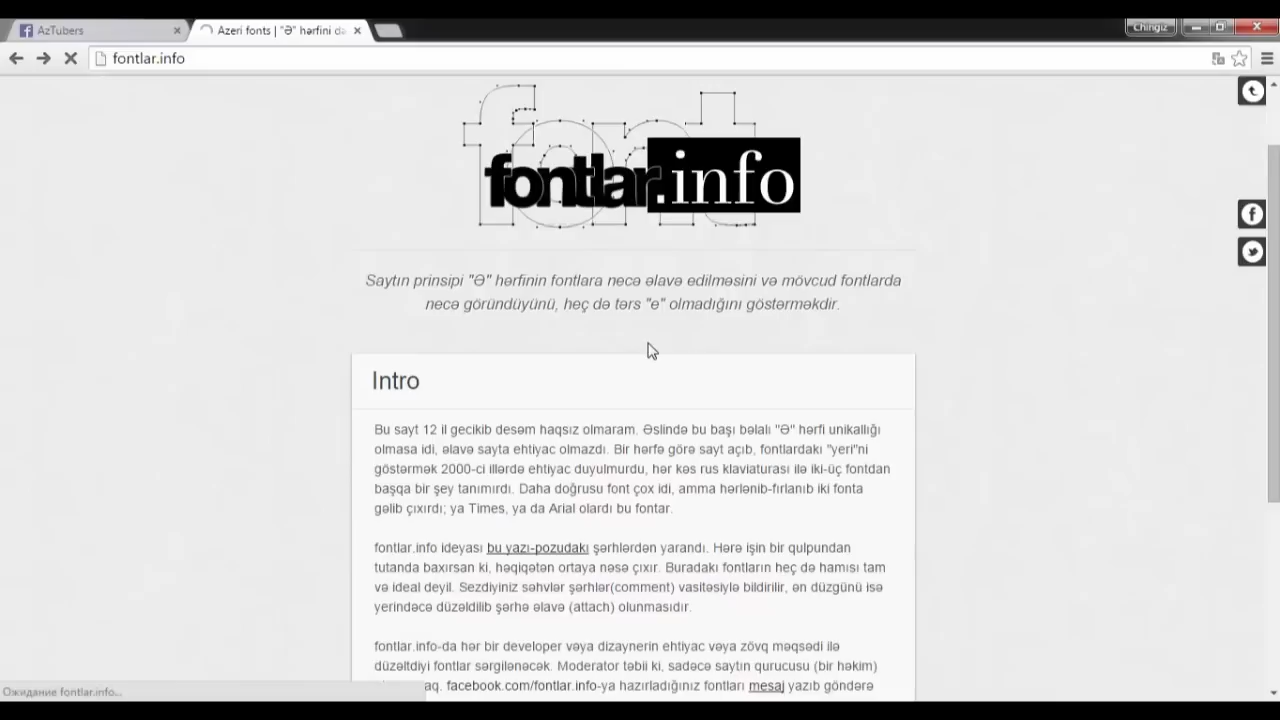 AzTubers
Azeri fonts | "Ə" hərfini də
Chingiz
fontlar.info
font
fontlar.info
Saytın prinsipi "Ə" hərfinin fontlara necə əlavə edilməsini və mövcud fontlarda
necə göründüyünü, heç də tərs "e" olmadığını göstərməkdir.
Intro
Bu sayt 12 il gecikib desəm haqsız olmaram. Əslində bu başı bəlalı "Ə" hərfi unikallığı
olmasa idi, əlavə sayta ehtiyac olmazdı. Bir hərfə görə sayt açıb, fontlardakı "yeri"ni
göstərmək 2000-ci illərdə ehtiyac duyulmurdu, hər kəs rus klaviaturası ilə iki-üç fontdan
başqa bir şey tanımırdı. Daha doğrusu font çox idi, amma hərlənib-fırlanıb iki fonta
gəlib çıxırdı; ya Times, ya da Arial olardı bu fontar.
fontlar.info ideyası bu yazı-pozudakı şərhlərdən yarandı. Hərə işin bir qulpundan
tutanda baxırsan ki, həqiqətən ortaya nəsə çıxır. Buradakı fontların heç də hamısı tam
və ideal deyil. Sezdiyiniz səhvlər şərhlər(comment) vasitəsiylə bildirilir, ən düzgünü isə
yerindəcə düzəldilib şərhə əlavə (attach) olunmasıdır.
fontlar.info-da hər bir developer vəya dizaynerin ehtiyac vəya zövq məqsədi ilə
düzəltdiyi fontlar sərgilənəcək. Moderator təbii ki, sadəcə saytın qurucusu (bir həkim)
aq. facebook.com/fontlar.info-ya hazırladığınız fontları mesaj yazıb göndərə
Ожидание fontlar.info...